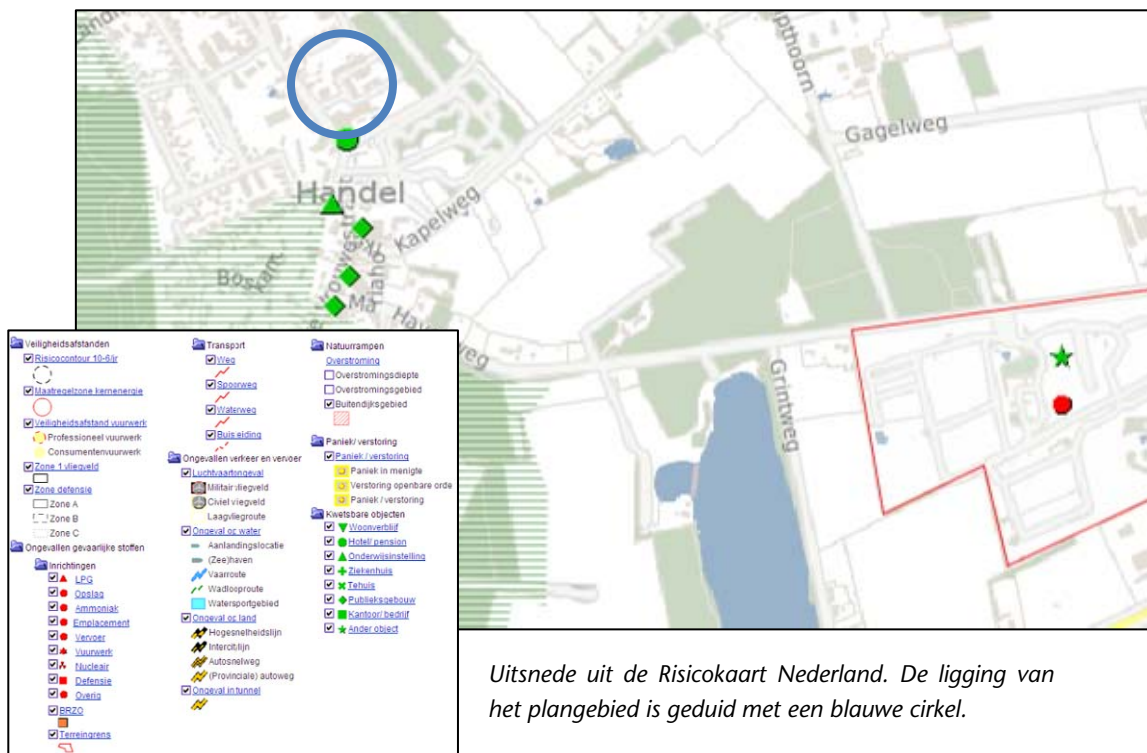 Handel
Gagelweg
Kapelweg
Grintweg
Veiligheidsafstanden
Risicocontour 10-6/jr
Maatregelzone kernenergie
Veiligheidsafstand vuurwerk
Professioneel vuurwerk
Consumentenvuurwerk
Zone 1 vliegveld
Zone defensie
Zone A
Zone B
Zone C
Ongevallen gevaarlijke stoffen
Inrichtingen
LPG
Opslag
Ammoniak
Emplacement
Vervoer
Vuurwerk
Nucleair
Defensie
Overig
BRZO
Terreingrens
Transport
Weg
Spoorweg
Waterweg
Buisleiding
Ongevallen verkeer en vervoer
Luchtvaartongeval
Militair vliegveld
Civiel vliegveld
Laagvliegroute
Ongeval op water
Aanlandingslocatie
(Zee)haven
Vaarroute
Wadlooproute
Watersportgebied
Ongeval op land
Hogesnelheidslijn
Intercitylijn
Autosnelweg
(Provinciale) autoweg
Ongeval in tunnel
Natuurrampen
Overstroming
Overstromingsdiepte
Overstromingsgebied
Buitendijksgebied
Paniek/ verstoring
Paniek / verstoring
Paniek in menigte
Verstoring openbare orde
Paniek / verstoring
Kwetsbare objecten
Woonverblijf
Hotel/ pension
Onderwijsinstelling
Ziekenhuis
Tehuis
Publieksgebouw
Kantoor/ bedrijf
Ander object
Uitsnede uit de Risicokaart Nederland. De ligging van
het plangebied is geduid met een blauwe cirkel.